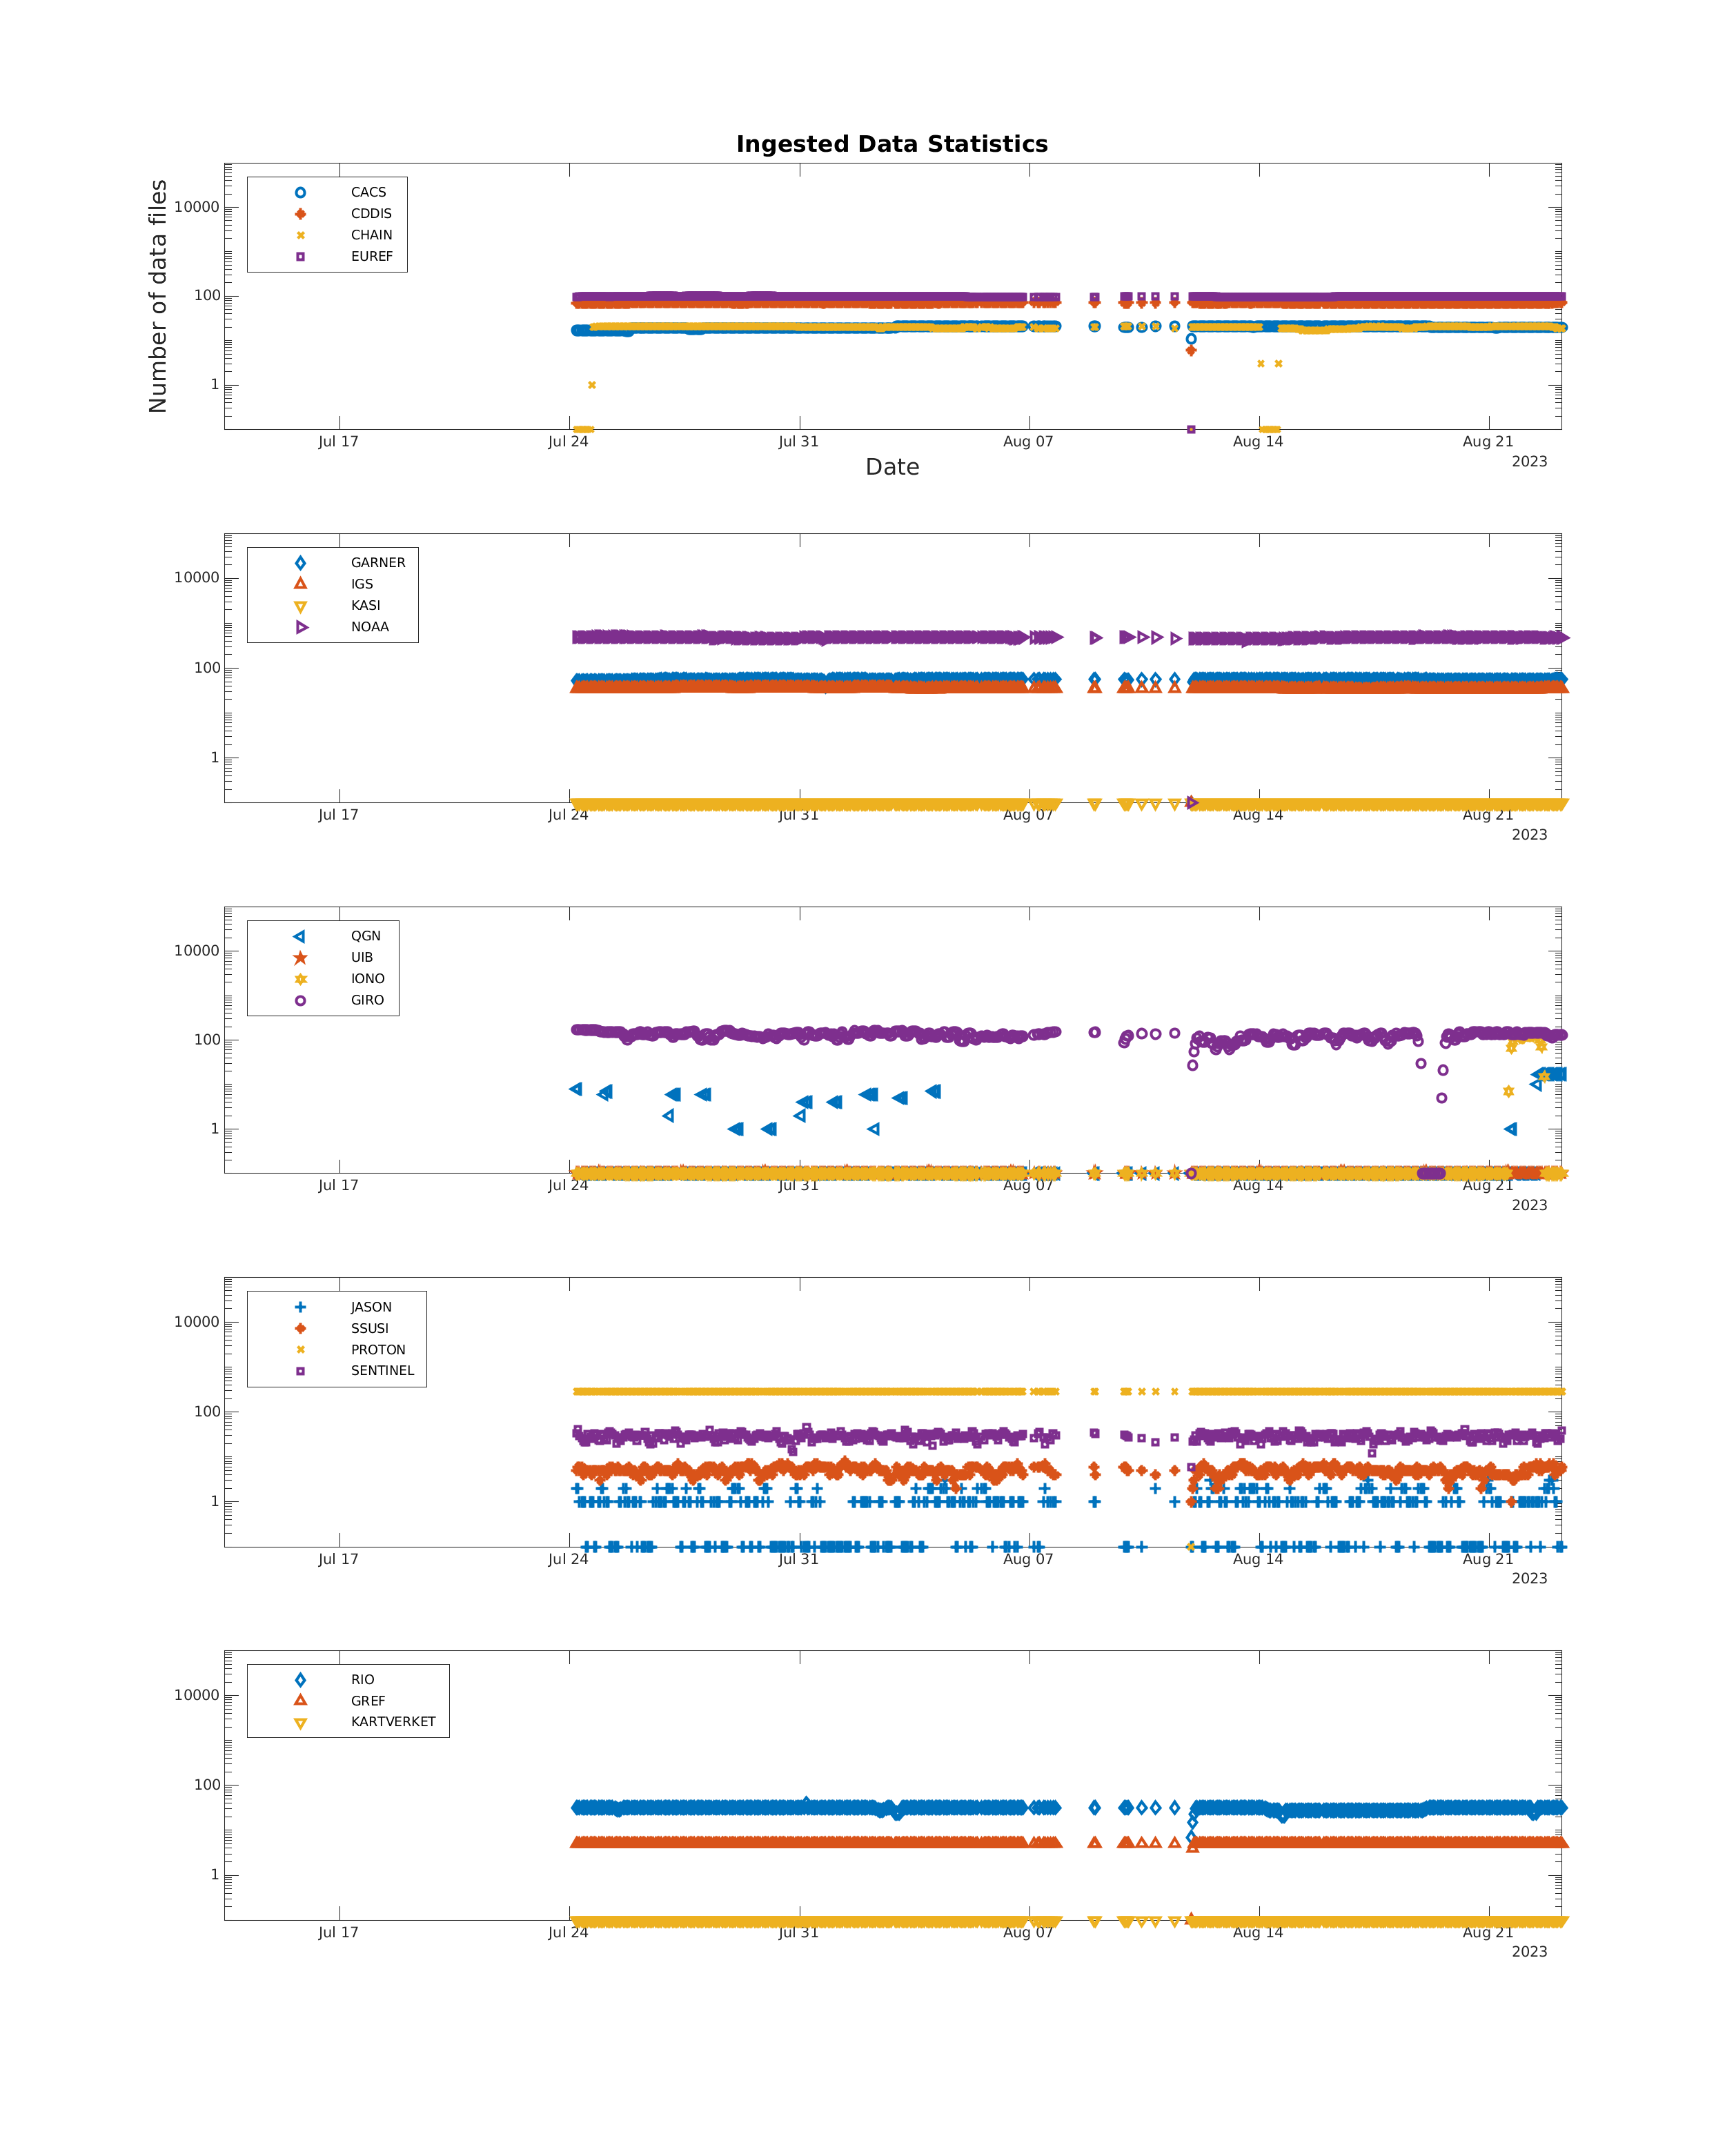 Ingested Data Statistics
Number of data files
10000
100
1
CACS
CDDIS
CHAIN
EUREF
Jul 17 Jul 24 Jul 31 Aug 07 Aug 14 Aug 21
2023
Date
10000
100
1
GARNER
IGS
KASI
NOAA
Jul 17 Jul 24 Jul 31 Aug 07 Aug 14 Aug 21
2023
10000
100
1
QGN
UIB
IONO
GIRO
Jul 17 Jul 24 Jul 31 Aug 07 Aug 14 Aug 21
2023
10000
100
1
JASON
SSUSI
PROTON
SENTINEL
Jul 17 Jul 24 Jul 31 Aug 07 Aug 14 Aug 21
2023
10000
100
1
RIO
GREF
KARTVERKET
Jul 17 Jul 24 Jul 31 Aug 07 Aug 14 Aug 21
2023